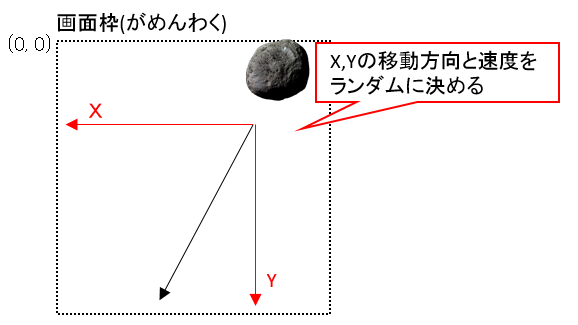 画面枠(がめんわく)
(0, 0)
X,Yの移動方向と速度を
ランダムに決める
X
Y